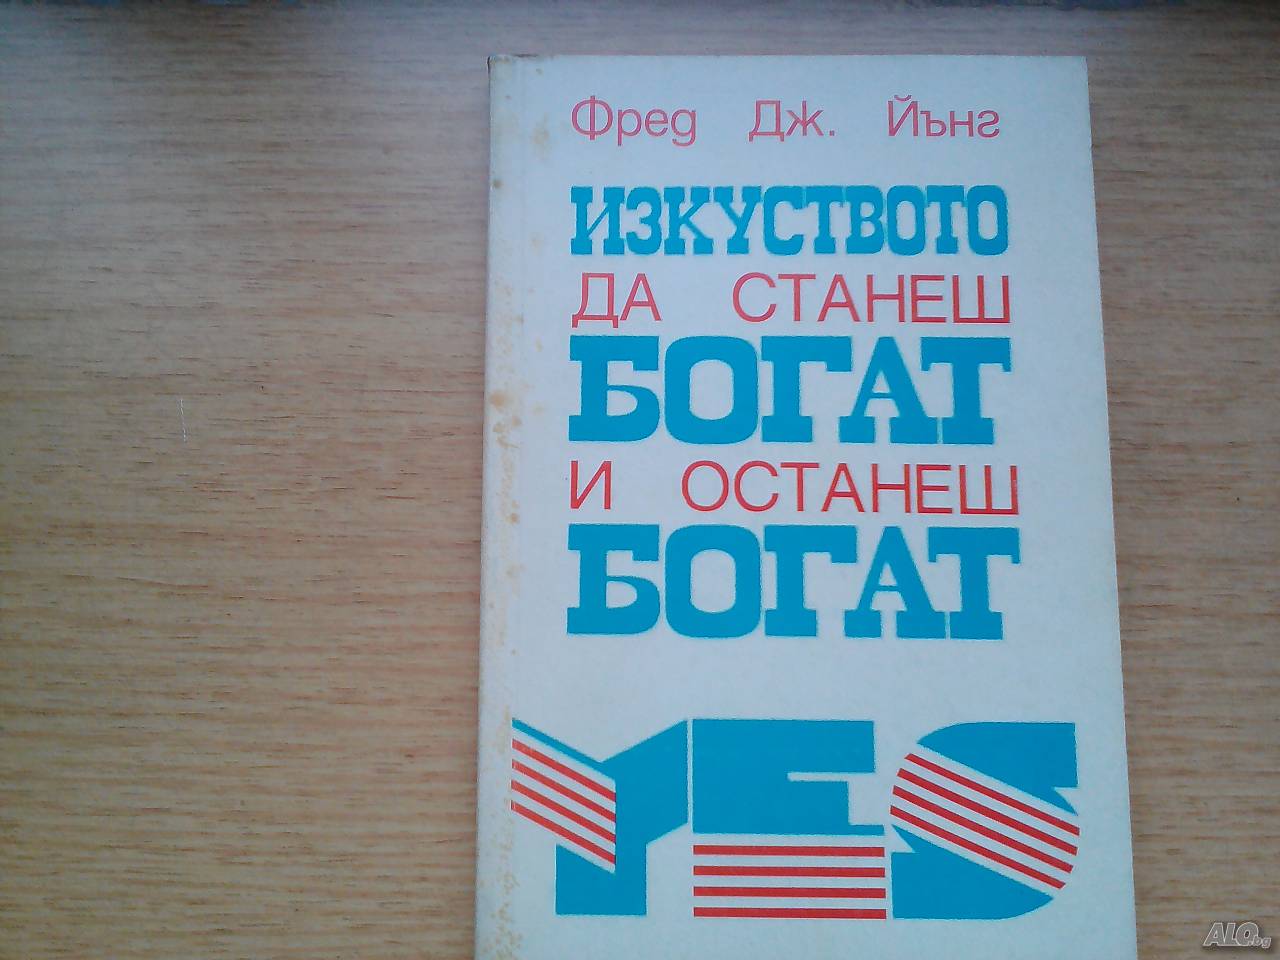 Фред Дж. Йънг
ИЗКУСТВОТО
ДА СТАНЕШ
БОГАТ
И ОСТАНЕШ
БОГАТ
YES
ALO.bg